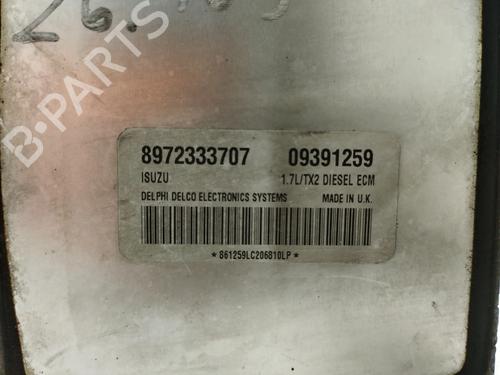 B-PARTS
8972333707 09391259
ISUZU 1.7L/TX2 DIESEL ECM
DELPHI DELCO ELECTRONICS SYSTEMS MADE IN U.K.
*861259LC206810LP*